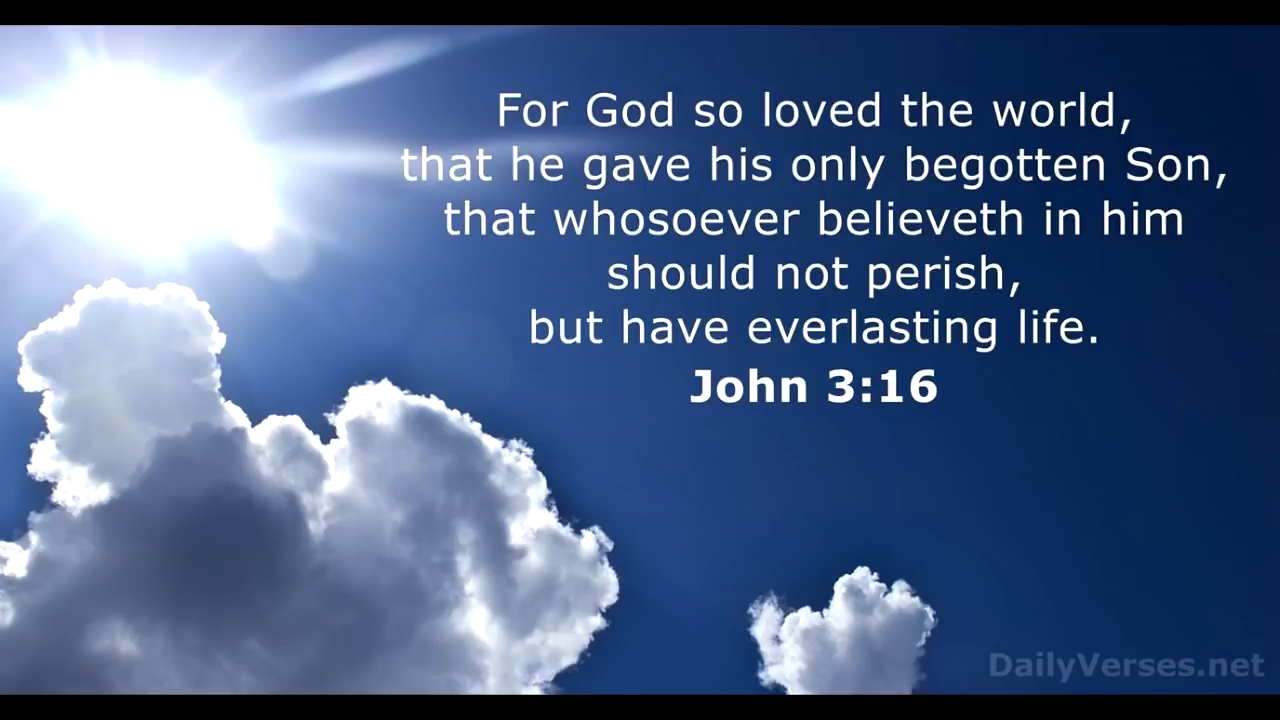 For God so loved the world,
that he gave his only begotten Son,
that whosoever believeth in him
should not perish,
but have everlasting life.
John 3:16
DailyVerses.net